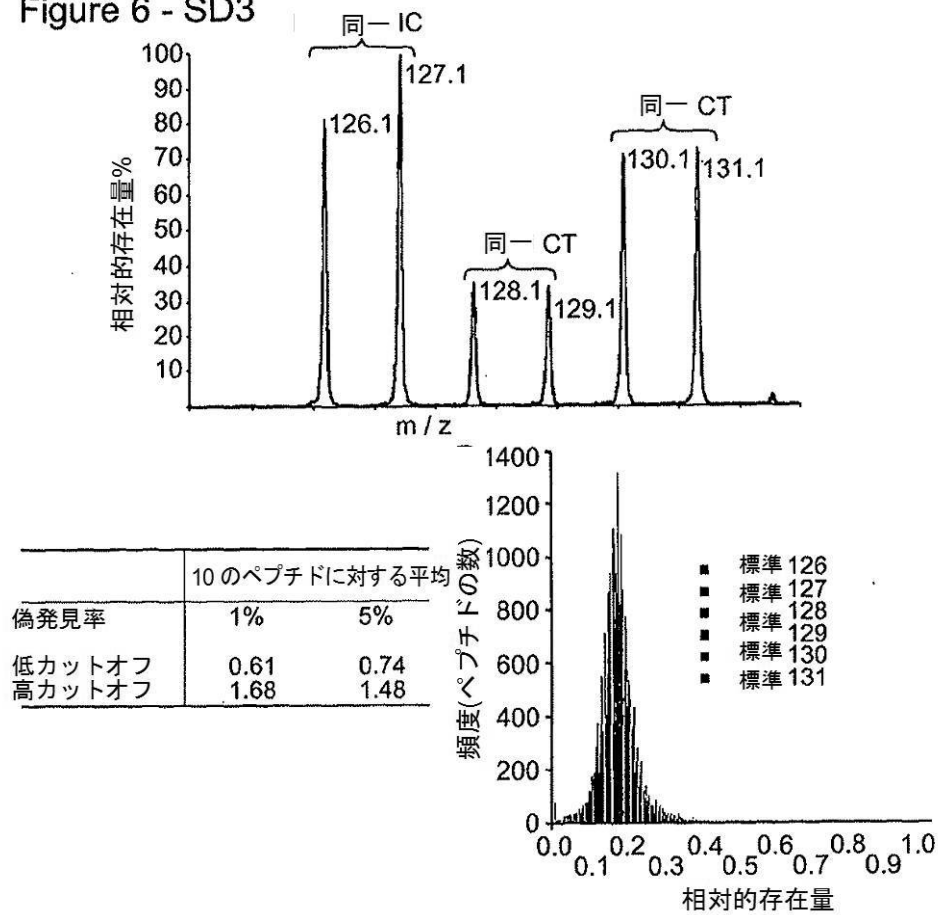 Figure 6 - SD3
同一 IC
127.1
126.1
同一 CT
130.1
131.1
同一 CT
128.1
129.1
100
90
80
70
60
50
40
30
20
10
相対的存在量%
m / z
10 のペプチドに対する平均
偽発見率 1% 5%
低カットオフ 0.61 0.74
高カットオフ 1.68 1.48
1400
1200
1000
800
600
400
200
0
頻度(ペプチドの数)
標準 126
標準 127
標準 128
標準 129
標準 130
標準 131
0.0 0.2 0.4 0.6 0.8 1.0
0.1 0.3 0.5 0.7 0.9
相対的存在量